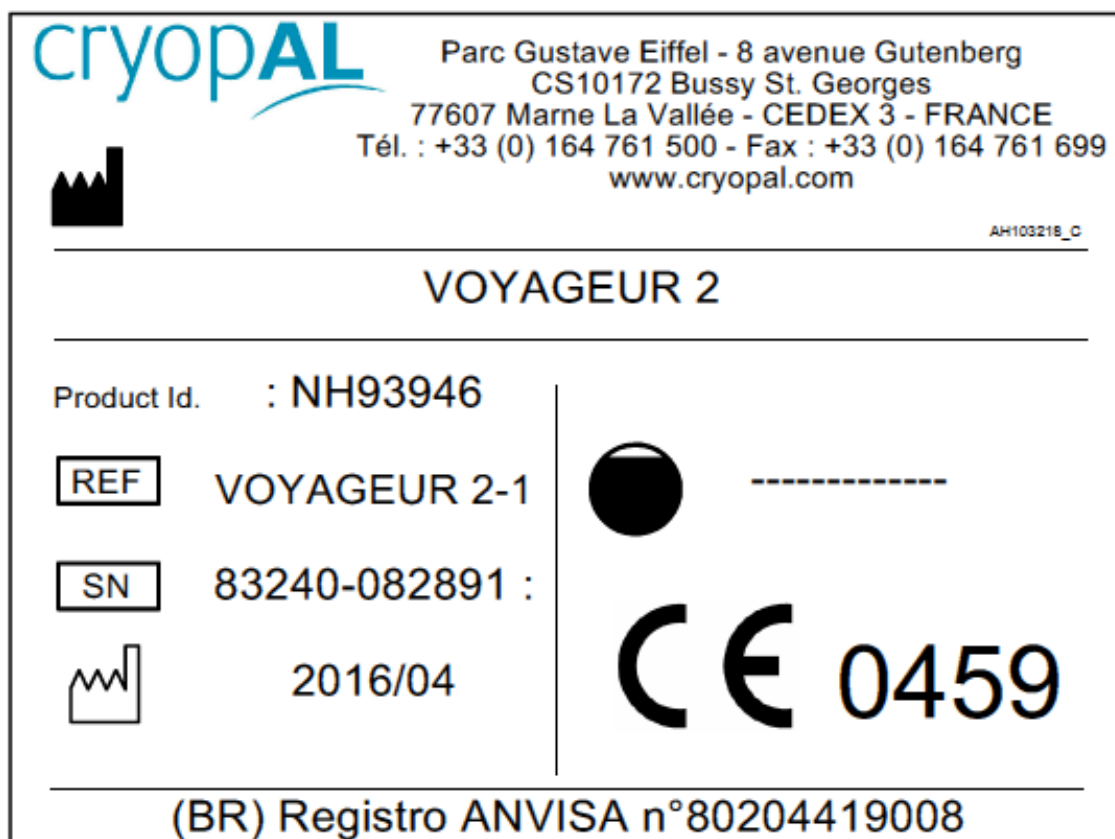 cryopAL
Parc Gustave Eiffel - 8 avenue Gutenberg
CS10172 Bussy St. Georges
77607 Marne La Vallée - CEDEX 3 - FRANCE
Tél. : +33 (0) 164 761 500 - Fax : +33 (0) 164 761 699
www.cryopal.com
AH103218_C
VOYAGEUR 2
Product Id. : NH93946
REF VOYAGEUR 2-1
SN 83240-082891 :
2016/04
-------------
CE 0459
(BR) Registro ANVISA n°80204419008